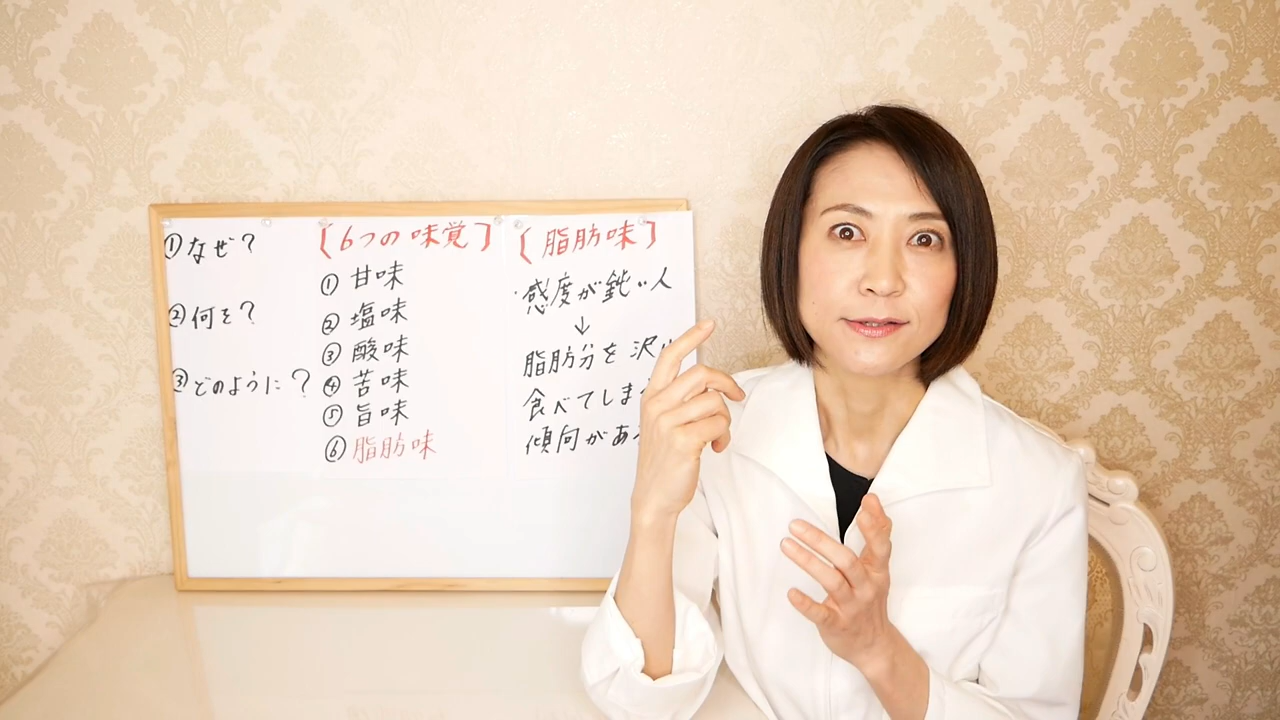 ①なぜ?
②何を?
③どのように?
【6つの味覚】
①甘味
②塩味
③酸味
④苦味
⑤旨味
⑥脂肪味
【脂肪味】
・感度が鈍い人
↓
脂肪分を沢
食べてしま
傾向があ